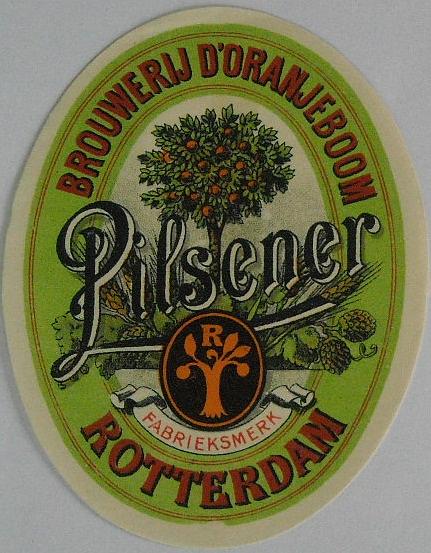 BROUWERIJ D'ORANJEBOOM
Pilsener
R
FABRIEKSMERK
ROTTERDAM